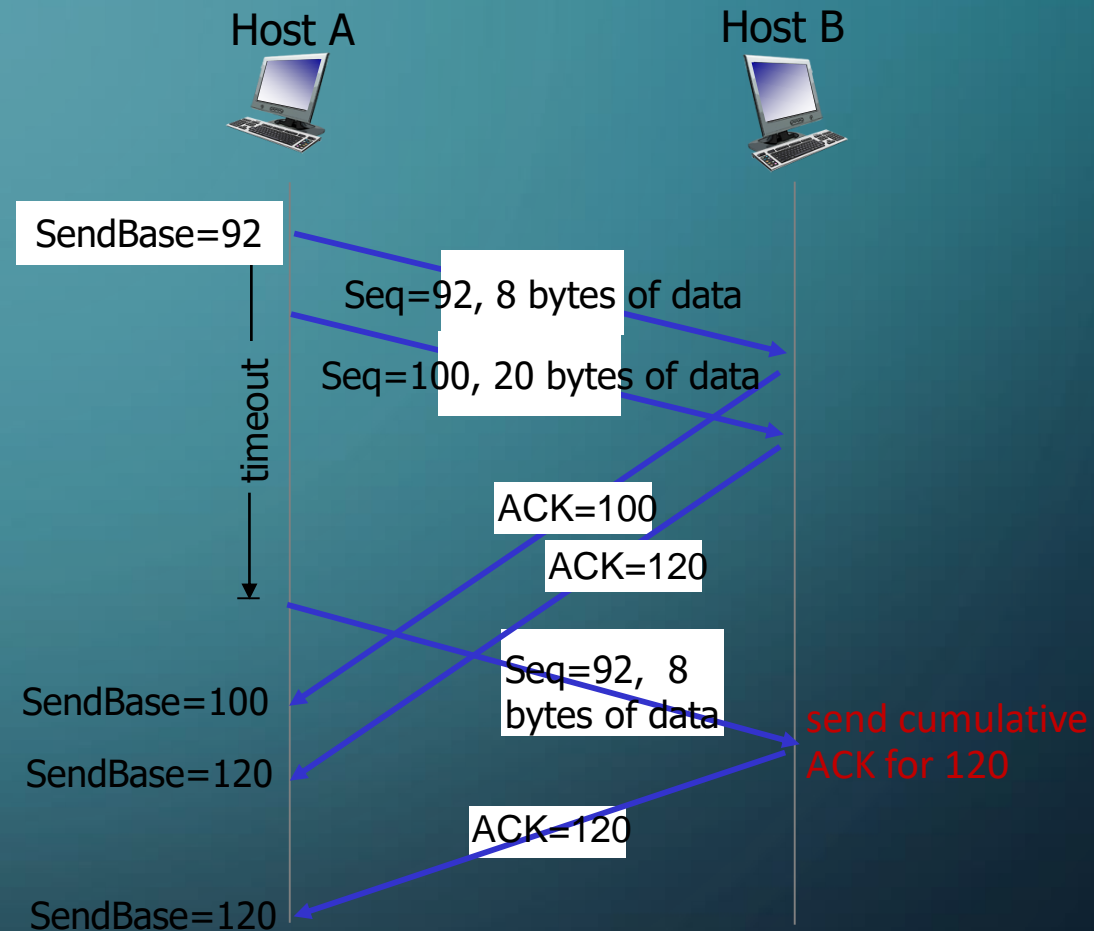 Host A
Host B
SendBase=92
Seq=92, 8 bytes of data
Seq=100, 20 bytes of data
timeout
ACK=100
ACK=120
Seq=92,  8
bytes of data
SendBase=100
send cumulative
ACK for 120
SendBase=120
ACK=120
SendBase=120